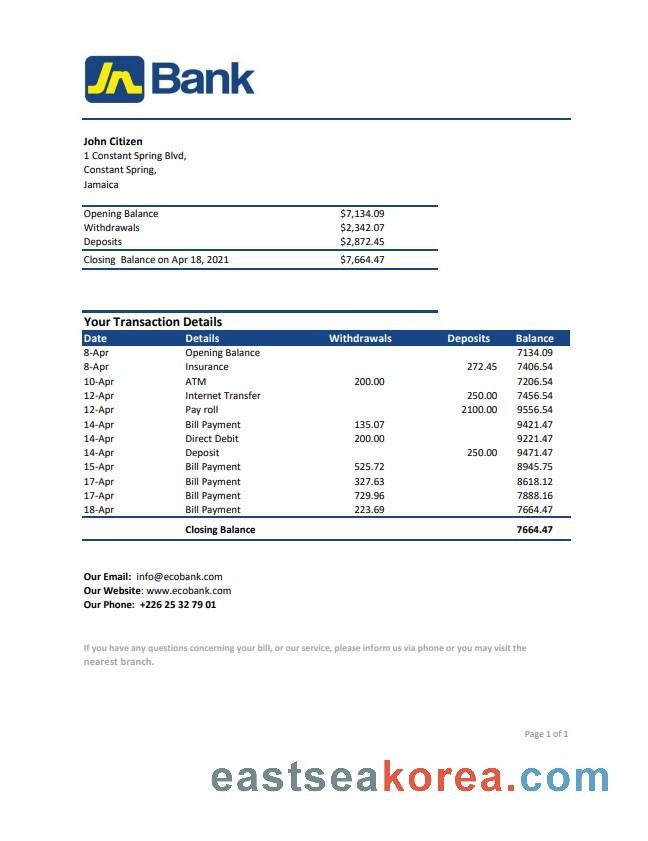 Jn Bank
John Citizen
1 Constant Spring Blvd,
Constant Spring,
Jamaica
Opening Balance $7,134.09
Withdrawals $2,342.07
Deposits $2,872.45
Closing Balance on Apr 18, 2021 $7,664.47
Your Transaction Details
Date Details Withdrawals Deposits Balance
8-Apr Opening Balance 7134.09
8-Apr Insurance 272.45 7406.54
10-Apr ATM 200.00 7206.54
12-Apr Internet Transfer 250.00 7456.54
12-Apr Pay roll 2100.00 9556.54
14-Apr Bill Payment 135.07 9421.47
14-Apr Direct Debit 200.00 9221.47
14-Apr Deposit 250.00 9471.47
15-Apr Bill Payment 525.72 8945.75
17-Apr Bill Payment 327.63 8618.12
17-Apr Bill Payment 729.96 7888.16
18-Apr Bill Payment 223.69 7664.47
Closing Balance 7664.47
Our Email: info@ecobank.com
Our Website: www.ecobank.com
Our Phone: +226 25 32 79 01
If you have any questions concerning your bill, or our service, please inform us via phone or you may visit the
nearest branch.
Page 1 of 1
eastseakorea.com